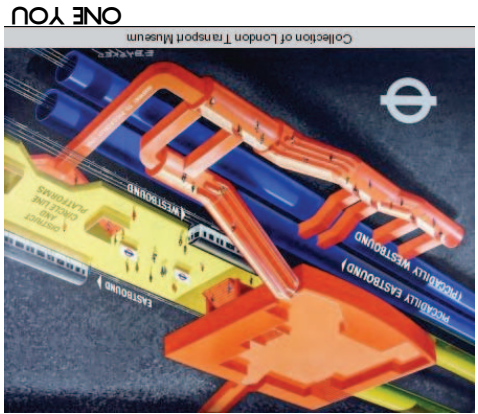 PICCADILLY EASTBOUND
EASTBOUND
PICCADILLY WESTBOUND
DISTRICT
AND
CIRCLE LINE
PLATFORMS
WESTBOUND
Collection of London Transport Museum
ONE YOU